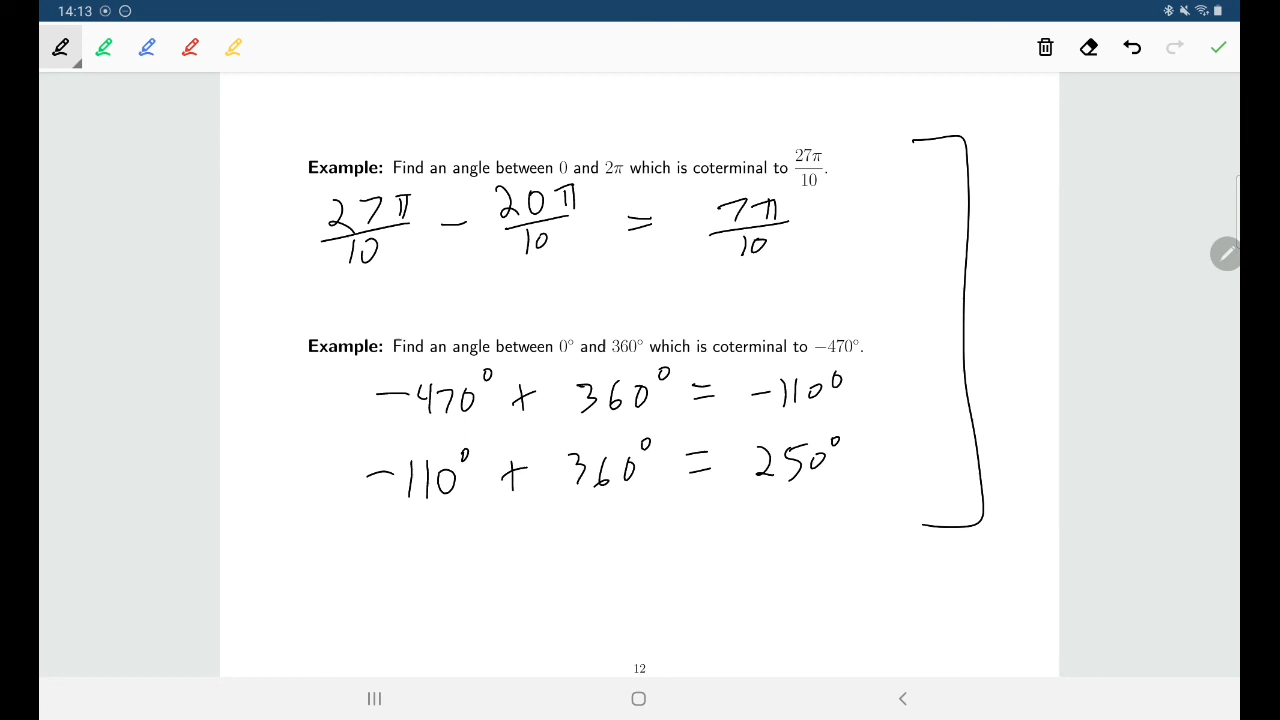 14:13
Example: Find an angle between 0 and 2π which is coterminal to 27π/10.
27π/10 − 20π/10 = 7π/10
Example: Find an angle between 0° and 360° which is coterminal to −470°.
−470° + 360° = −110°
−110° + 360° = 250°
12